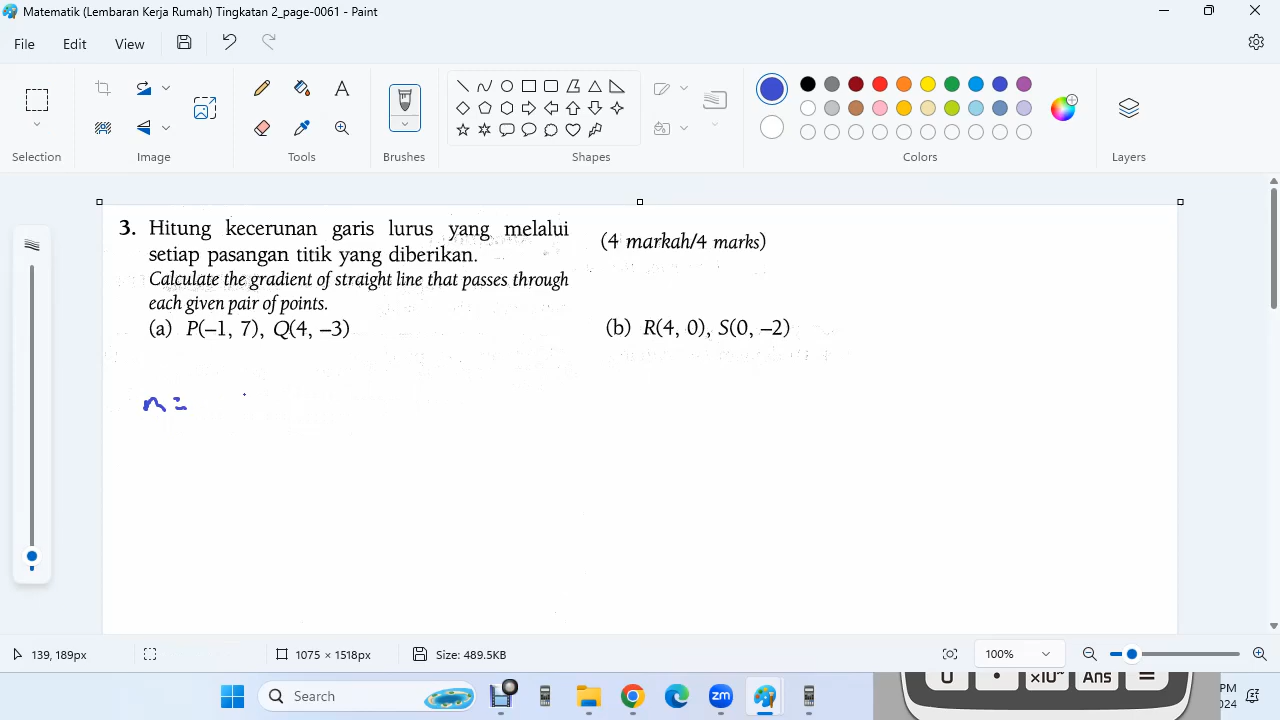 Matematik (Lembaran Kerja Rumah) Tingkatan 2_page-0061 - Paint
File Edit View
Selection Image Tools Brushes Shapes Colors Layers
3. Hitung kecerunan garis lurus yang melalui
setiap pasangan titik yang diberikan.
(4 markah/4 marks)
Calculate the gradient of straight line that passes through
each given pair of points.
(a) P(–1, 7), Q(4, –3)
(b) R(4, 0), S(0, –2)
m =
139, 189px 1075 × 1518px Size: 489.5KB 100%
Search
zm
Ans =
PM